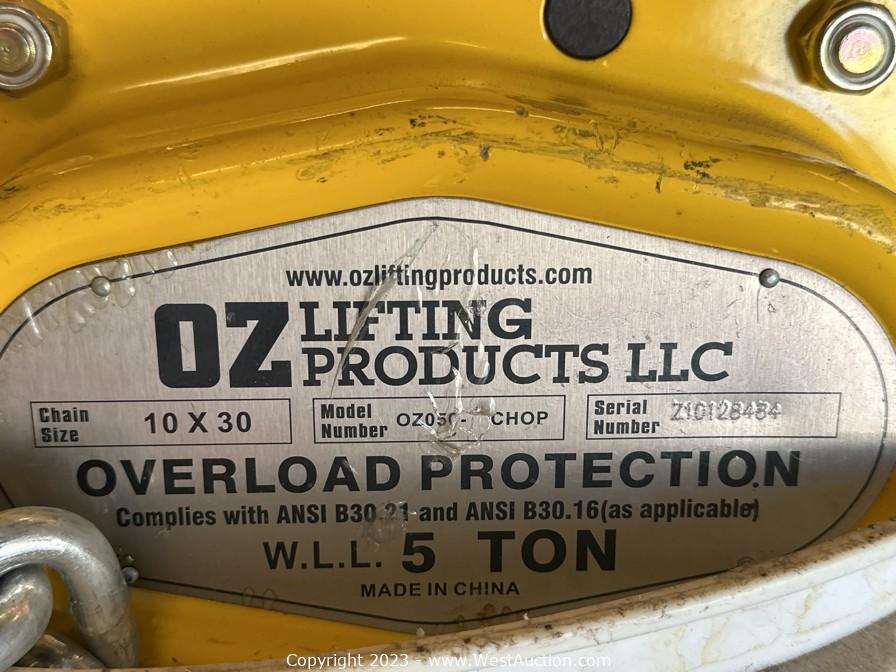 www.ozliftingproducts.com
OZ LIFTING
PRODUCTS LLC
Chain Size 10 X 30
Model Number OZ050- CHOP
Serial Number Z10128484
OVERLOAD PROTECTION
Complies with ANSI B30.21 and ANSI B30.16(as applicable)
W.L.L. 5 TON
MADE IN CHINA
Copyright 2023 - www.WestAuction.com